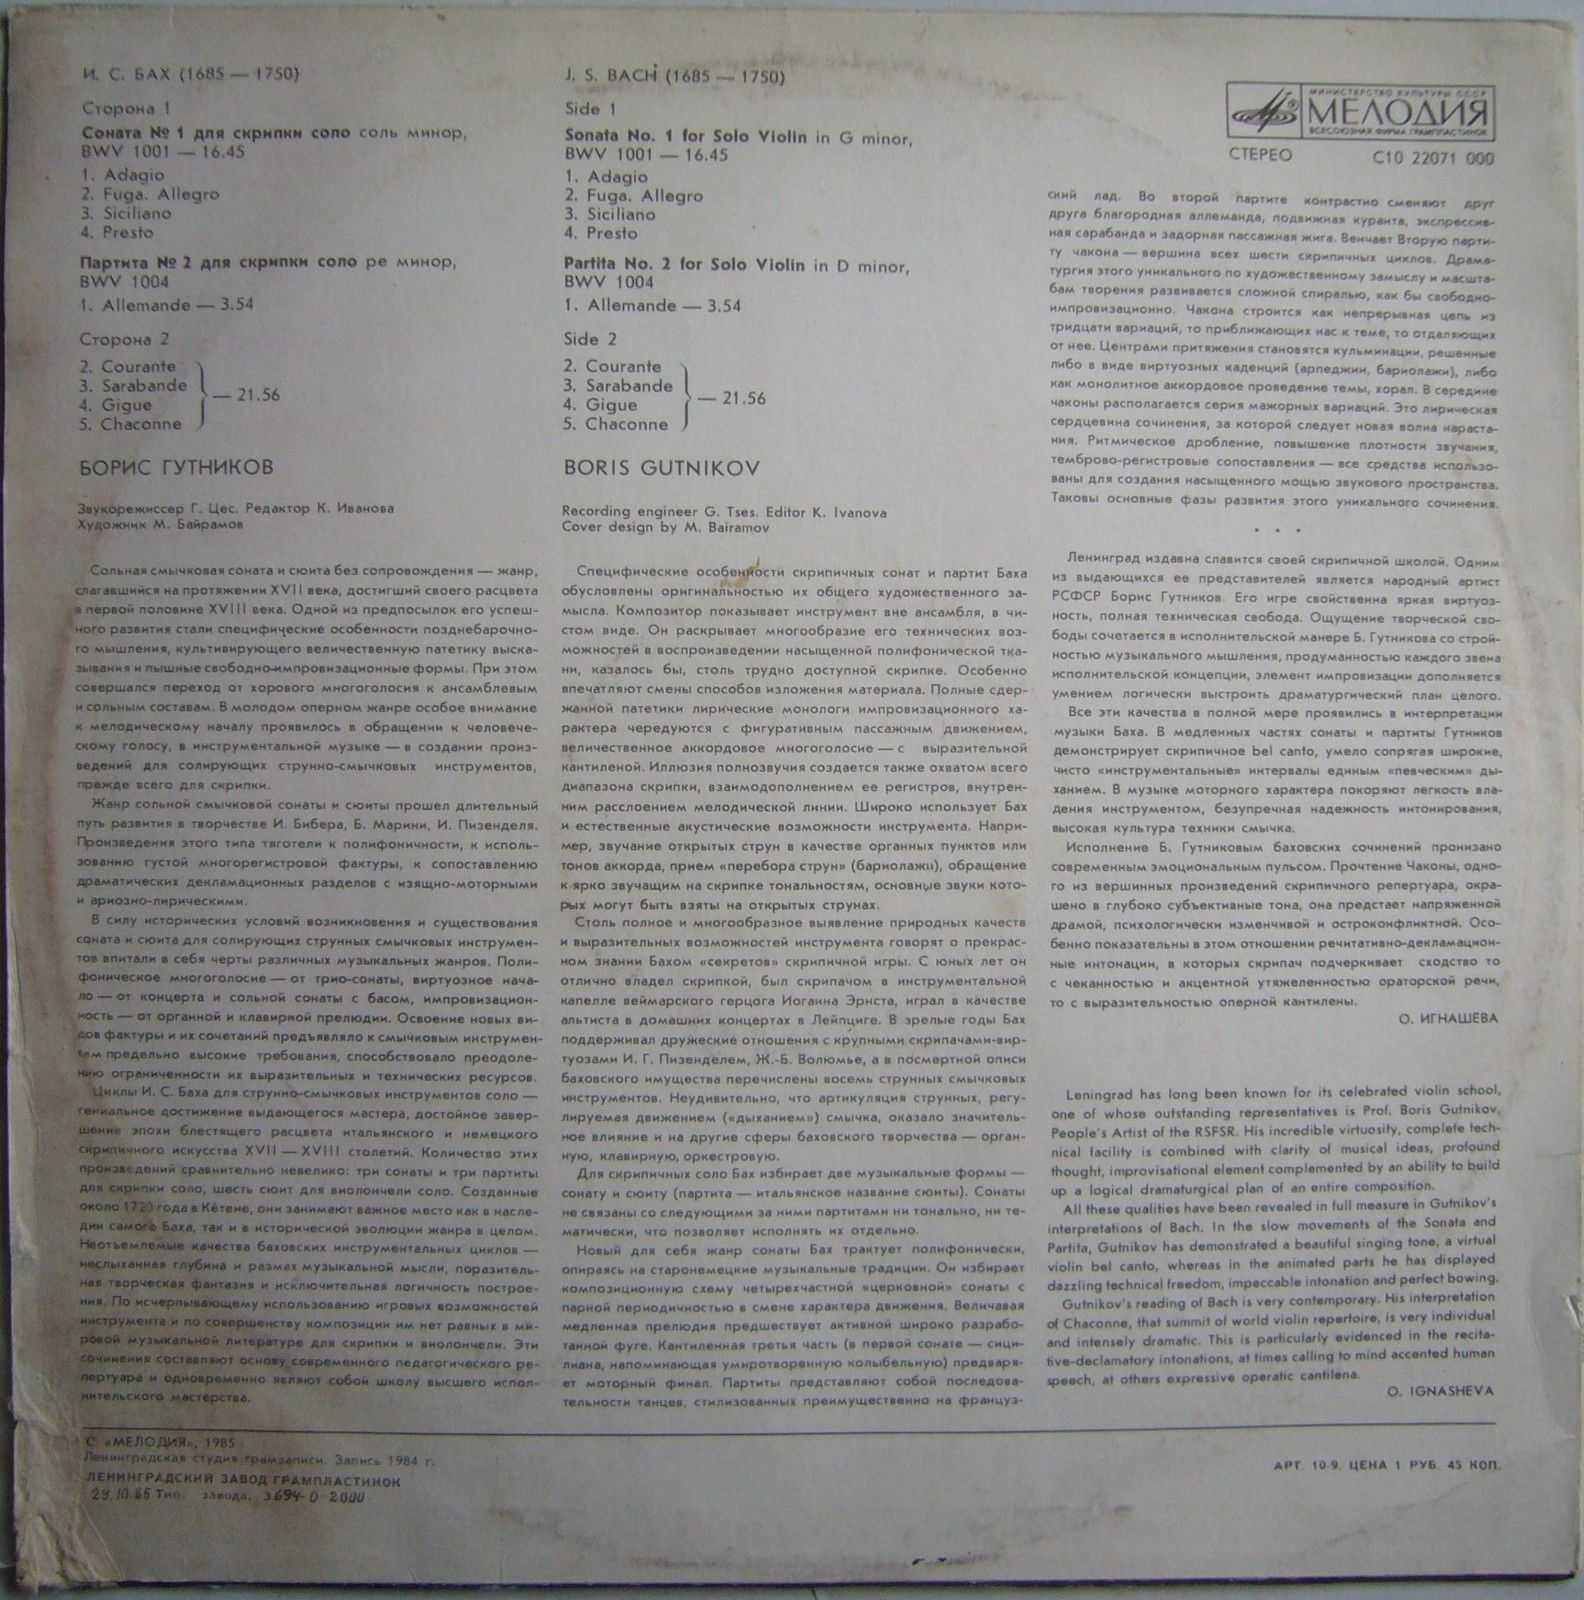 И. С. БАХ (1685 — 1750)
Сторона 1
Соната № 1 для скрипки соло соль минор,
BWV 1001 — 16.45
1. Adagio
2. Fuga. Allegro
3. Siciliano
4. Presto
Партита № 2 для скрипки соло ре минор,
BWV 1004
1. Allemande — 3.54
Сторона 2
2. Courante
3. Sarabande
4. Gigue
5. Chaconne
— 21.56
БОРИС ГУТНИКОВ
Звукорежиссер Г. Цес. Редактор К. Иванова
Художник М. Байрамов
J. S. BACH (1685 — 1750)
Side 1
Sonata No. 1 for Solo Violin in G minor,
BWV 1001 — 16.45
1. Adagio
2. Fuga. Allegro
3. Siciliano
4. Presto
Partita No. 2 for Solo Violin in D minor,
BWV 1004
1. Allemande — 3.54
Side 2
2. Courante
3. Sarabande
4. Gigue
5. Chaconne
— 21.56
BORIS GUTNIKOV
Recording engineer G. Tses. Editor K. Ivanova
Cover design by M. Bairamov
МИНИСТЕРСТВО КУЛЬТУРЫ СССР
МЕЛОДИЯ
ВСЕСОЮЗНАЯ ФИРМА ГРАМПЛАСТИНОК
СТЕРЕО С10 22071 000
Сольная смычковая соната и сюита без сопровождения — жанр,
слагавшийся на протяжении XVII века, достигший своего расцвета
в первой половине XVIII века. Одной из предпосылок его успеш-
ного развития стали специфические особенности позднебарочно-
го мышления, культивирующего величественную патетику выска-
зывания и пышные свободно-импровизационные формы. При этом
совершался переход от хорового многоголосия к ансамблевым
и сольным составам. В молодом оперном жанре особое внимание
к мелодическому началу проявилось в обращении к человече-
скому голосу, в инструментальной музыке — в создании произ-
ведений для солирующих струнно-смычковых инструментов,
прежде всего для скрипки.
Жанр сольной смычковой сонаты и сюиты прошел длительный
путь развития в творчестве И. Бибера, Б. Марини, И. Пизенделя.
Произведения этого типа тяготели к полифоничности, к исполь-
зованию густой многорегистровой фактуры, к сопоставлению
драматических декламационных разделов с изящно-моторными
и ариозно-лирическими.
В силу исторических условий возникновения и существования
соната и сюита для солирующих струнных смычковых инструмен-
тов впитали в себя черты различных музыкальных жанров. Поли-
фоническое многоголосие — от трио-сонаты, виртуозное нача-
ло — от концерта и сольной сонаты с басом, импровизацион-
ность — от органной и клавирной прелюдии. Освоение новых ви-
дов фактуры и их сочетаний предъявляло к смычковым инструмен-
там предельно высокие требования, способствовало преодоле-
нию ограниченности их выразительных и технических ресурсов.
Циклы И. С. Баха для струнно-смычковых инструментов соло —
гениальное достижение выдающегося мастера, достойное завер-
шение эпохи блестящего расцвета итальянского и немецкого
скрипичного искусства XVII — XVIII столетий. Количество этих
произведений сравнительно невелико: три сонаты и три партиты
для скрипки соло, шесть сюит для виолончели соло. Созданные
около 1720 года в Кётене, они занимают важное место как в насле-
дии самого Баха, так и в исторической эволюции жанра в целом.
Неотъемлемые качества баховских инструментальных циклов —
неслыханная глубина и размах музыкальной мысли, поразитель-
ная творческая фантазия и исключительная логичность построе-
ния. По исчерпывающему использованию игровых возможностей
инструмента и по совершенству композиции им нет равных в ми-
ровой музыкальной литературе для скрипки и виолончели. Эти
сочинения составляют основу современного педагогического ре-
пертуара и одновременно являют собой школу высшего испол-
нительского мастерства.
Специфические особенности скрипичных сонат и партит Баха
обусловлены оригинальностью их общего художественного за-
мысла. Композитор показывает инструмент вне ансамбля, в чи-
стом виде. Он раскрывает многообразие его технических воз-
можностей в воспроизведении насыщенной полифонической тка-
ни, казалось бы, столь трудно доступной скрипке. Особенно
впечатляют смены способов изложения материала. Полные сдер-
жанной патетики лирические монологи импровизационного ха-
рактера чередуются с фигуративным пассажным движением,
величественное аккордовое многоголосие — с выразительной
кантиленой. Иллюзия полнозвучия создается также охватом всего
диапазона скрипки, взаимодополнением ее регистров, внутрен-
ним расслоением мелодической линии. Широко использует Бах
и естественные акустические возможности инструмента. Напри-
мер, звучание открытых струн в качестве органных пунктов или
тонов аккорда, прием «перебора струн» (бариолажи), обращение
к ярко звучащим на скрипке тональностям, основные звуки кото-
рых могут быть взяты на открытых струнах.
Столь полное и многообразное выявление природных качеств
и выразительных возможностей инструмента говорят о прекрас-
ном знании Бахом «секретов» скрипичной игры. С юных лет он
отлично владел скрипкой, был скрипачом в инструментальной
капелле веймарского герцога Иоганна Эрнста, играл в качестве
альтиста в домашних концертах в Лейпциге. В зрелые годы Бах
поддерживал дружеские отношения с крупными скрипачами-вир-
туозами И. Г. Пизенделем, Ж.-Б. Волюмье, а в посмертной описи
баховского имущества перечислены восемь струнных смычковых
инструментов. Неудивительно, что артикуляция струнных, регу-
лируемая движением («дыханием») смычка, оказало значитель-
ное влияние и на другие сферы баховского творчества — орган-
ную, клавирную, оркестровую.
Для скрипичных соло Бах избирает две музыкальные формы —
сонату и сюиту (партита — итальянское название сюиты). Сонаты
не связаны со следующими за ними партитами ни тонально, ни те-
матически, что позволяет исполнять их отдельно.
Новый для себя жанр сонаты Бах трактует полифонически,
опираясь на старонемецкие музыкальные традиции. Он избирает
композиционную схему четырехчастной «церковной» сонаты с
парной периодичностью в смене характера движения. Величавая
медленная прелюдия предшествует активной широко разрабо-
танной фуге. Кантиленная третья часть (в первой сонате — сици-
лиана, напоминающая умиротворенную колыбельную) предваря-
ет моторный финал. Партиты представляют собой последова-
тельности танцев, стилизованных преимущественно на француз-
ский лад. Во второй партите контрастно сменяют друг
друга благородная аллеманда, подвижная куранта, экспрессив-
ная сарабанда и задорная пассажная жига. Венчает Вторую парти-
ту чакона — вершина всех шести скрипичных циклов. Драма-
тургия этого уникального по художественному замыслу и масшта-
бам творения развивается сложной спиралью, как бы свободно-
импровизационно. Чакона строится как непрерывная цепь из
тридцати вариаций, то приближающих нас к теме, то отдаляющих
от нее. Центрами притяжения становятся кульминации, решенные
либо в виде виртуозных каденций (арпеджии, бариолажи), либо
как монолитное аккордовое проведение темы, хорал. В середине
чаконы располагается серия мажорных вариаций. Это лирическая
сердцевина сочинения, за которой следует новая волна нараста-
ния. Ритмическое дробление, повышение плотности звучания,
темброво-регистровые сопоставления — все средства использо-
ваны для создания насыщенного мощью звукового пространства.
Таковы основные фазы развития этого уникального сочинения.
• • •
Ленинград издавна славится своей скрипичной школой. Одним
из выдающихся ее представителей является народный артист
РСФСР Борис Гутников. Его игре свойственна яркая виртуоз-
ность, полная техническая свобода. Ощущение творческой сво-
боды сочетается в исполнительской манере Б. Гутникова со строй-
ностью музыкального мышления, продуманностью каждого звена
исполнительской концепции, элемент импровизации дополняется
умением логически выстроить драматургический план целого.
Все эти качества в полной мере проявились в интерпретации
музыки Баха. В медленных частях сонаты и партиты Гутников
демонстрирует скрипичное bel canto, умело сопрягая широкие,
чисто «инструментальные» интервалы единым «певческим» ды-
ханием. В музыке моторного характера покоряют легкость вла-
дения инструментом, безупречная надежность интонирования,
высокая культура техники смычка.
Исполнение Б. Гутниковым баховских сочинений пронизано
современным эмоциональным пульсом. Прочтение Чаконы, одно-
го из вершинных произведений скрипичного репертуара, окра-
шено в глубоко субъективные тона, она предстает напряженной
драмой, психологически изменчивой и остроконфликтной. Осо-
бенно показательны в этом отношении речитативно-декламацион-
ные интонации, в которых скрипач подчеркивает сходство то
с чеканностью и акцентной утяжеленностью ораторской речи,
то с выразительностью оперной кантилены.
О. ИГНАШЕВА
Leningrad has long been known for its celebrated violin school,
one of whose outstanding representatives is Prof. Boris Gutnikov,
People's Artist of the RSFSR. His incredible virtuosity, complete tech-
nical facility is combined with clarity of musical ideas, profound
thought, improvisational element complemented by an ability to build
up a logical dramaturgical plan of an entire composition.
All these qualities have been revealed in full measure in Gutnikov's
interpretations of Bach. In the slow movements of the Sonata and
Partita, Gutnikov has demonstrated a beautiful singing tone, a virtual
violin bel canto, whereas in the animated parts he has displayed
dazzling technical freedom, impeccable intonation and perfect bowing.
Gutnikov's reading of Bach is very contemporary. His interpretation
of Chaconne, that summit of world violin repertoire, is very individual
and intensely dramatic. This is particularly evidenced in the recita-
tive-declamatory intonations, at times calling to mind accented human
speech, at others expressive operatic cantilena.
O. IGNASHEVA
С «МЕЛОДИЯ», 1985
Ленинградская студия грамзаписи. Запись 1984 г.
ЛЕНИНГРАДСКИЙ ЗАВОД ГРАМПЛАСТИНОК
29.10.85 Тип. завода. 3694-0-2000
АРТ. 10-9. ЦЕНА 1 РУБ. 45 КОП.